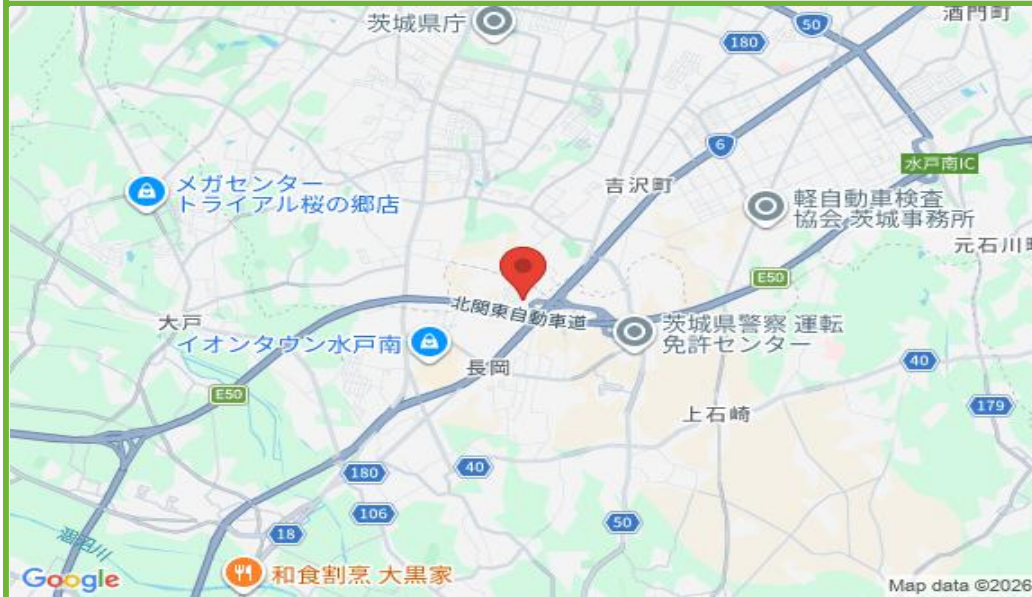 茨城県庁
酒門町
50
180
6
水戸南IC
メガセンター
トライアル桜の郷店
吉沢町
軽自動車検査
協会 茨城事務所
元石川町
E50
北関東自動車道
大戸
イオンタウン水戸南
茨城県警察 運転
免許センター
長岡
40
E50
上石崎
179
40
180
106
50
18
涸沼川
和食割烹 大黒家
Google
Map data ©2026